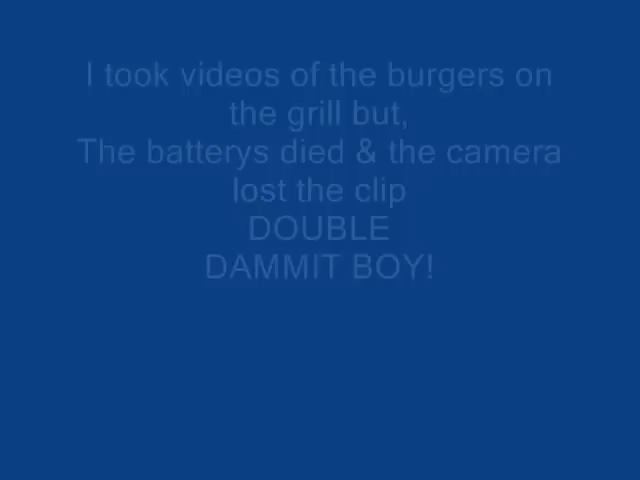 I took videos of the burgers on
the grill but,
The batterys died & the camera
lost the clip
DOUBLE
DAMMIT BOY!